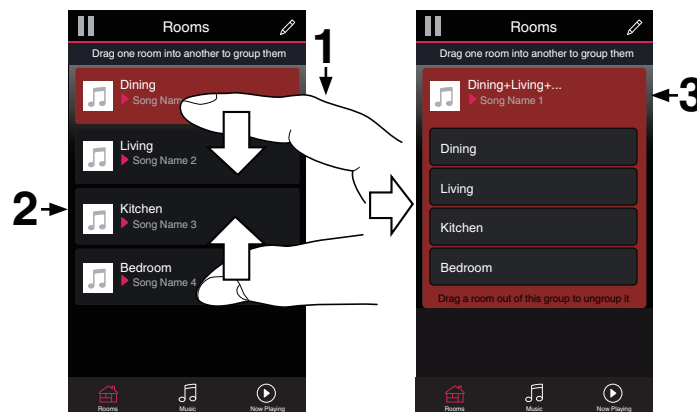 Rooms
Drag one room into another to group them
1
Dining
Song Nam
Living
Song Name 2
2
Kitchen
Song Name 3
Bedroom
Song Name 4
Rooms
Music
Now Playing
Rooms
Drag one room into another to group them
Dining+Living+...
Song Name 1
3
Dining
Living
Kitchen
Bedroom
Drag a room out of this group to ungroup it
Rooms
Music
Now Playing